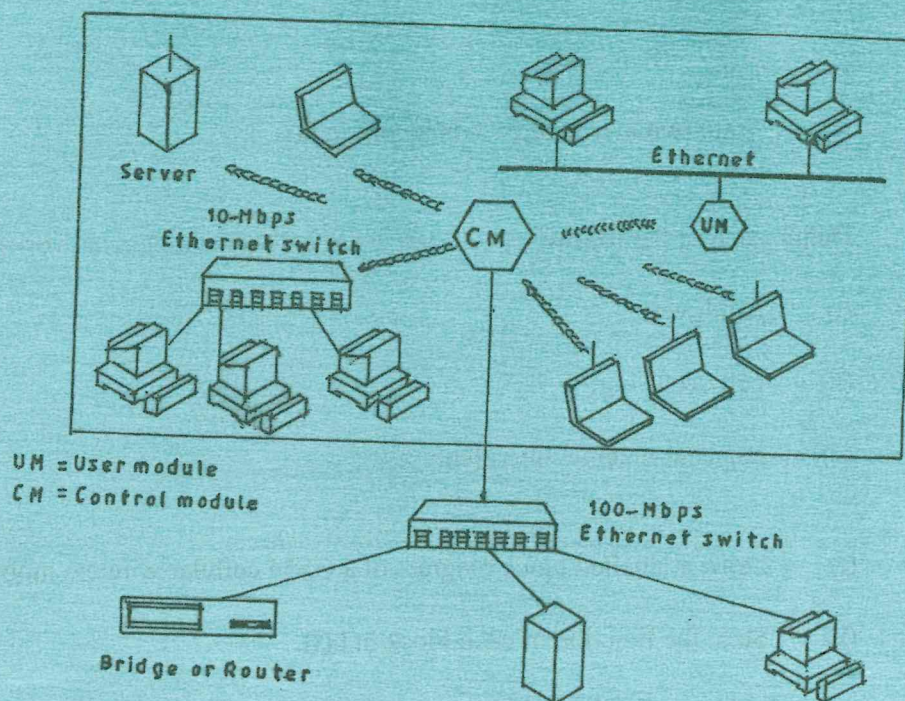 Server
Ethernet
10-Mbps
Ethernet switch
CM
UM
UM = User module
CM = Control module
100-Mbps
Ethernet switch
Bridge or Router